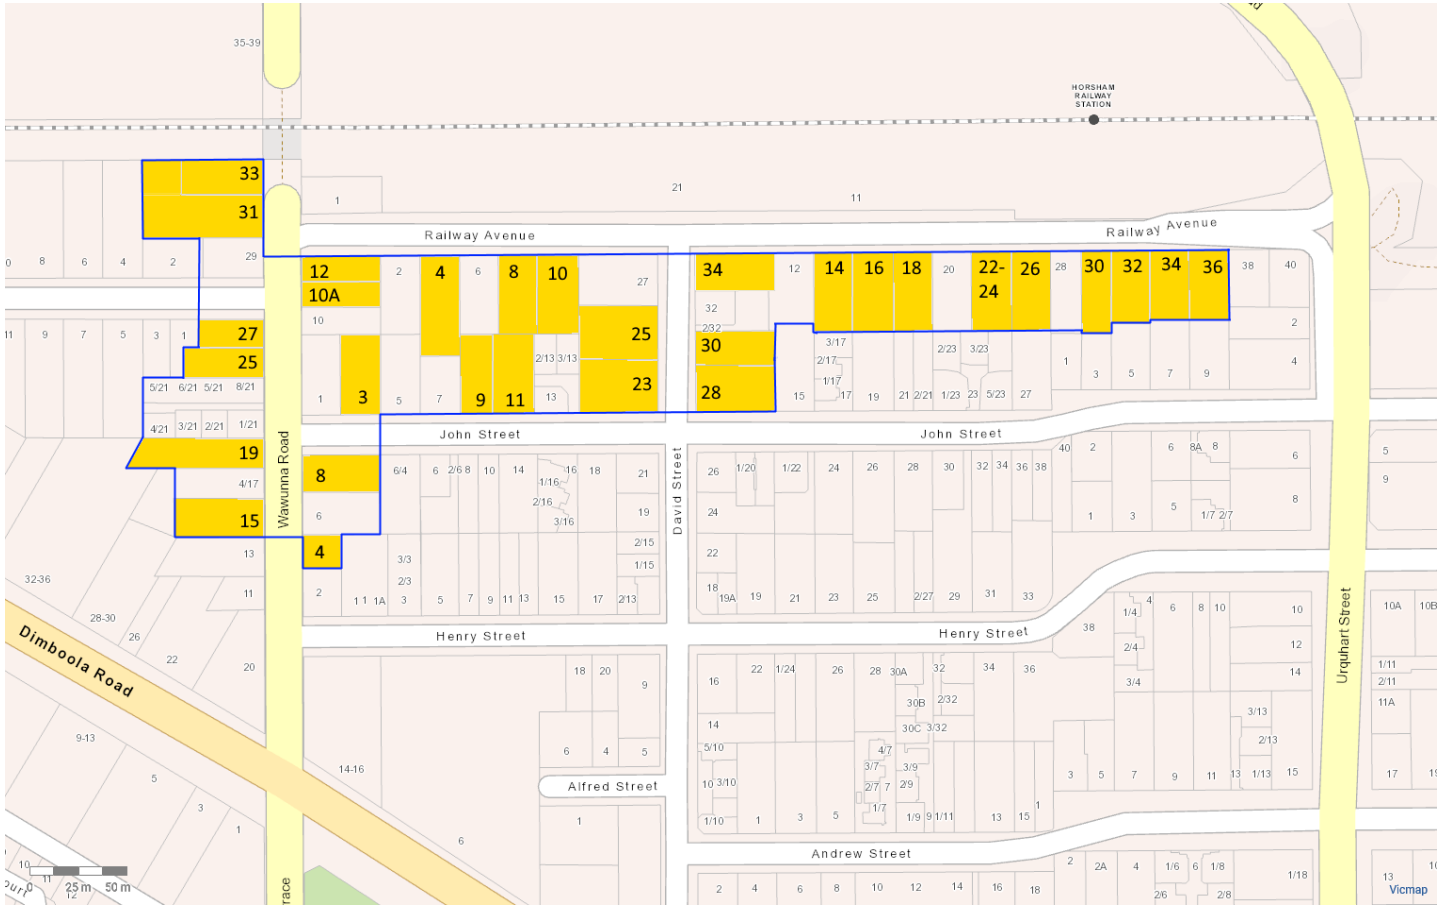 35-39
HORSHAM
RAILWAY
STATION
33
31
1
21
11
Railway Avenue
Railway Avenue
0 8 6 4 2 29
12 2 4 6 8 10 27
34 12 14 16 18 20 22-
24
26 28 30 32 34 36 38 40
10A
10
32
2/32
2
11 9 7 5 3 1 27
25
25
30
3/17
2/17
1/17
2/23 3/23
2/13 3/13
4
5/21 6/21 5/21 8/21
1 3 5 7 9 11 13 23
28
15 17 19 21 2/21 1/23 23 5/23 27
1 3 5 7 9
4/21 3/21 2/21 1/21
John Street
John Street
19
4/17
15
Wawunna Road
8
6
4
6/4 6 2/6 8 10 14 1/16 16 18 21
2/16
3/16
19
David Street
26 1/20 1/22 24 26 28 30 32 34 36 38 40 2 6 8A 8 6
24
5
9
1 3 5 1/7 2/7 8
13
11
2
3/3
2/3
2/15
1/15
22
1 1 1A 3 5 7 9 11 13 15 17 2/13
18
19A 19 21 23 25 2/27 29 31 33
32-36
28-30
26
22
20
Dimboola Road
Henry Street
Henry Street
38
1/4
4
2/4
3/4
6 8 10 10
12
14
Urquhart Street
10A 10B
1/11
2/11
11A
18 20 9
16 22 1/24 26 28 30A 32 34 36
30B 2/32
14
30C 3/32
3/13
2/13
9-13
5
3
1
14-16
6 4 5
5/10
10 3/10
1/10
4/7
3/7
2/7 7
1/7
3/9
2/9
1/9 9 1/11
1 3 5 13 15 1
3 5 7 9 11 13 1/13 15
17 19
Alfred Street
1
6
Andrew Street
2 4 6 8 10 12 14 16 18
2 2A 4 1/6 6 1/8
2/6 2/8
1/18
13
10
11
12
ourt
0 25 m 50 m
rrace
Vicmap